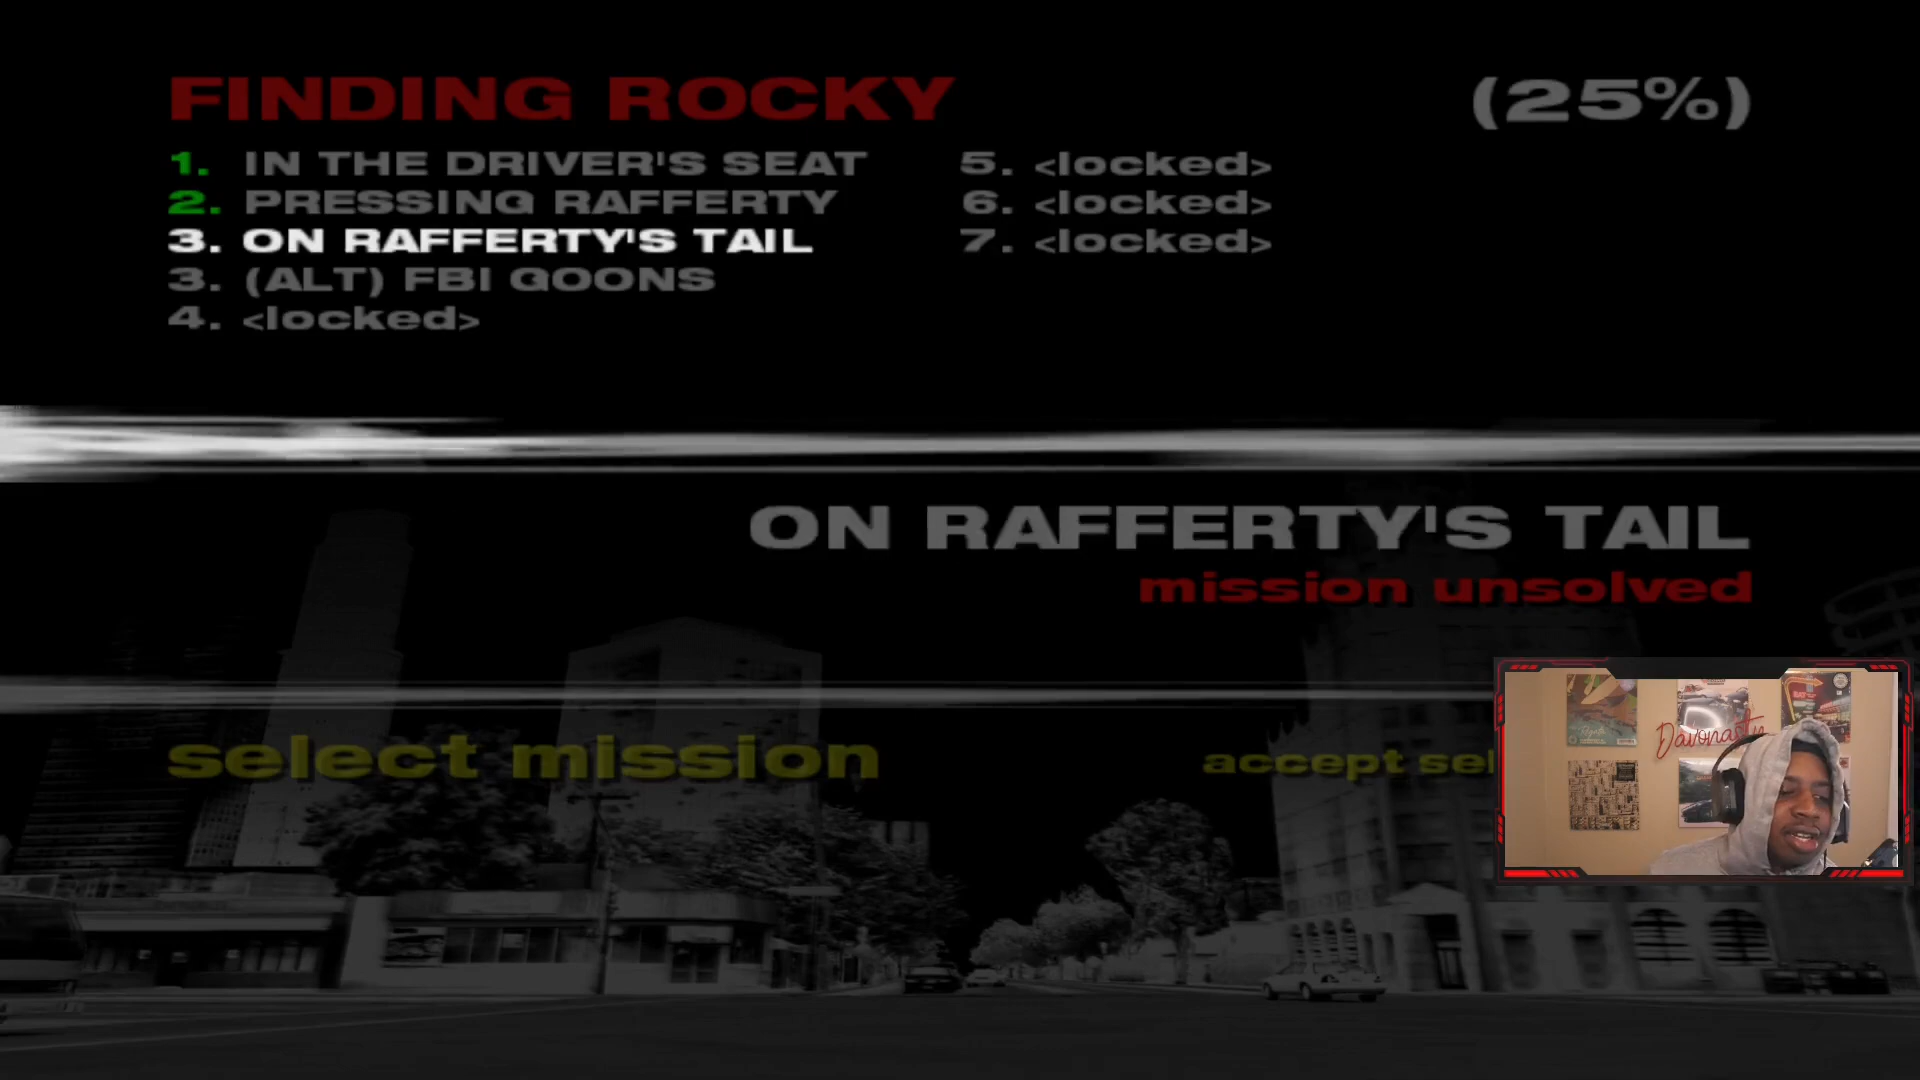 FINDING ROCKY (25%)
1. IN THE DRIVER'S SEAT
2. PRESSING RAFFERTY
3. ON RAFFERTY'S TAIL
3. (ALT) FBI GOONS
4. <locked>
5. <locked>
6. <locked>
7. <locked>
ON RAFFERTY'S TAIL
mission unsolved
select mission
accept sel
Davonasty